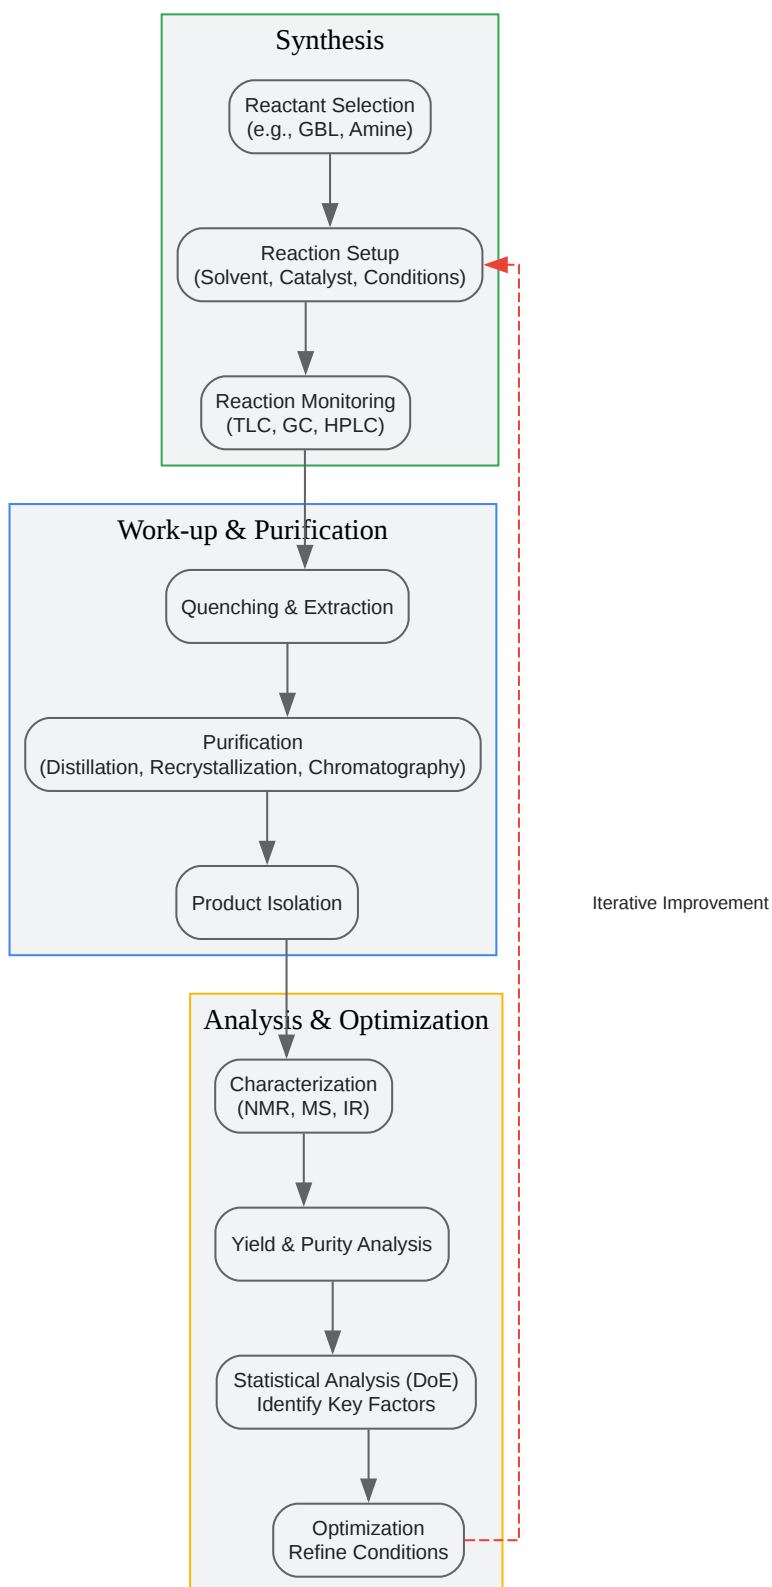 Synthesis
Reactant Selection
(e.g., GBL, Amine)
Reaction Setup
(Solvent, Catalyst, Conditions)
Reaction Monitoring
(TLC, GC, HPLC)
Work-up & Purification
Quenching & Extraction
Purification
(Distillation, Recrystallization, Chromatography)
Product Isolation
Iterative Improvement
Analysis & Optimization
Characterization
(NMR, MS, IR)
Yield & Purity Analysis
Statistical Analysis (DoE)
Identify Key Factors
Optimization
Refine Conditions